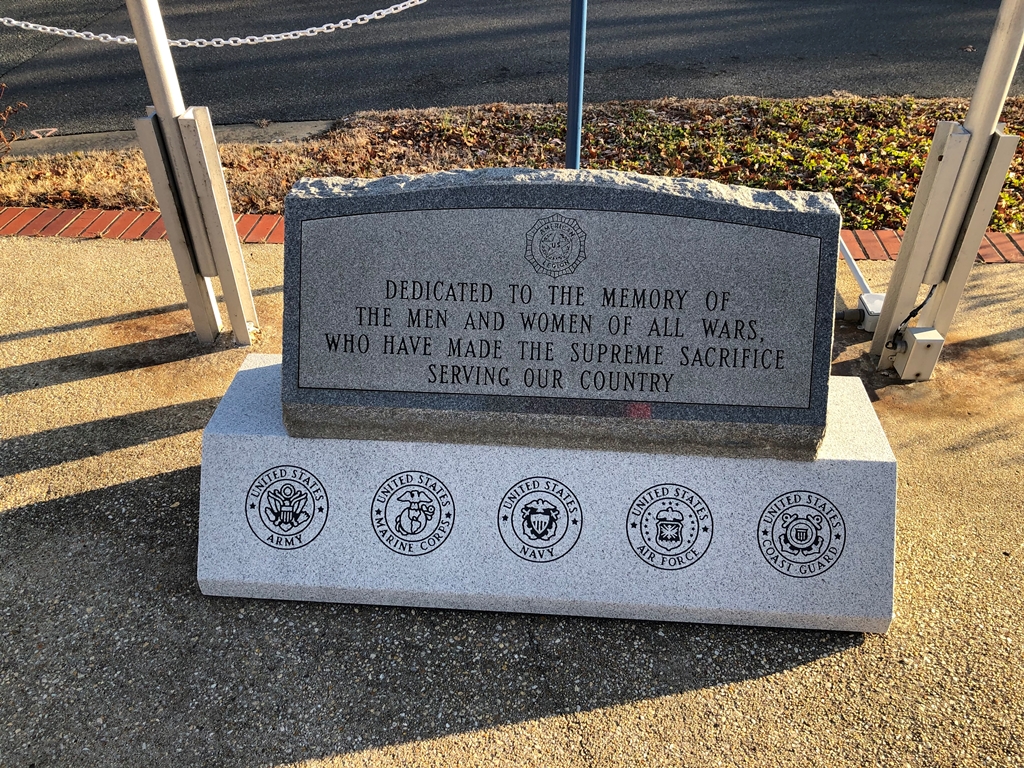 AMERICAN
U.S
LEGION
DEDICATED TO THE MEMORY OF
THE MEN AND WOMEN OF ALL WARS,
WHO HAVE MADE THE SUPREME SACRIFICE
SERVING OUR COUNTRY
UNITED STATES
ARMY
UNITED STATES
MARINE CORPS
UNITED STATES
NAVY
UNITED STATES
AIR FORCE
UNITED STATES
COAST GUARD